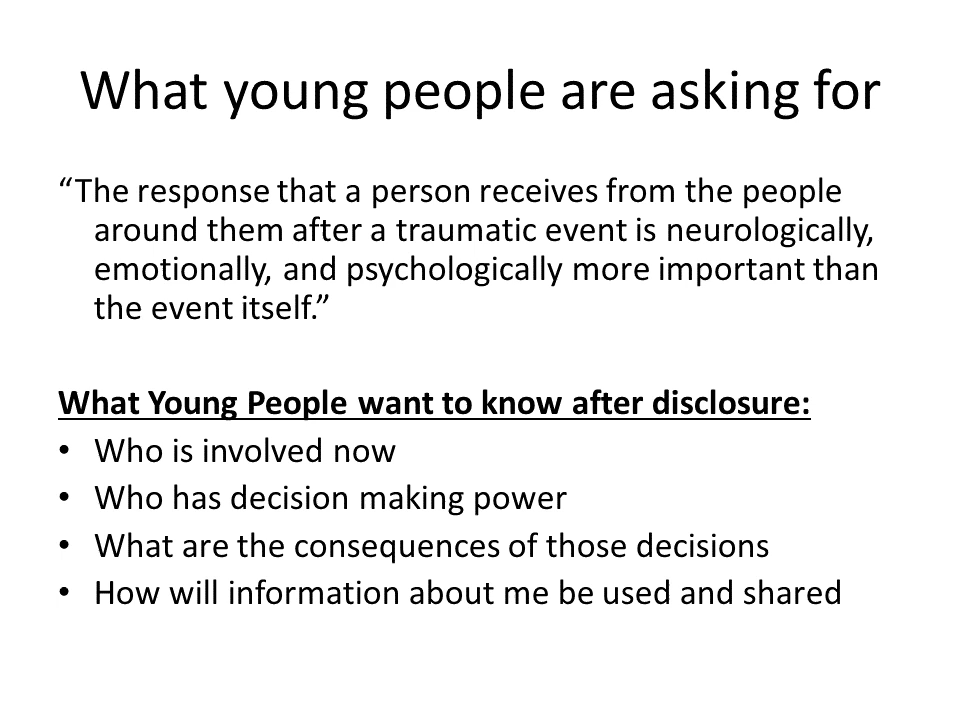 What young people are asking for
“The response that a person receives from the people
around them after a traumatic event is neurologically,
emotionally, and psychologically more important than
the event itself.”
What Young People want to know after disclosure:
• Who is involved now
• Who has decision making power
• What are the consequences of those decisions
• How will information about me be used and shared